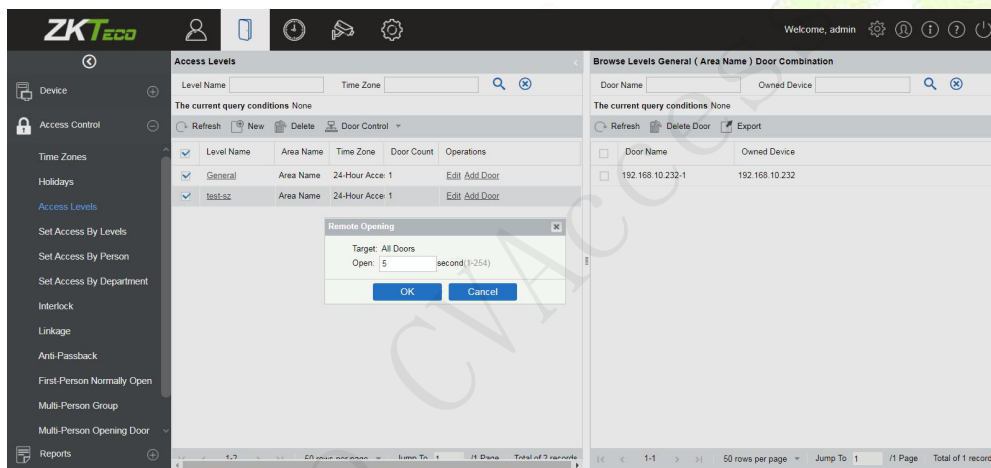 ZKTeco
Welcome, admin
Device
Access Control
Time Zones
Holidays
Access Levels
Set Access By Levels
Set Access By Person
Set Access By Department
Interlock
Linkage
Anti-Passback
First-Person Normally Open
Multi-Person Group
Multi-Person Opening Door
Reports
Access Levels
Level Name Time Zone
The current query conditions None
Refresh New Delete Door Control
Level Name Area Name Time Zone Door Count Operations
General Area Name 24-Hour Acce 1 Edit Add Door
test-sz Area Name 24-Hour Acce 1 Edit Add Door
Remote Opening
Target: All Doors
Open: 5 second(1-254)
OK Cancel
1-2 50 rows per page Jump To 1 /1 Page Total of 2 records
Browse Levels General ( Area Name ) Door Combination
Door Name Owned Device
The current query conditions None
Refresh Delete Door Export
Door Name Owned Device
192.168.10.232-1 192.168.10.232
1-1 50 rows per page Jump To 1 /1 Page Total of 1 record